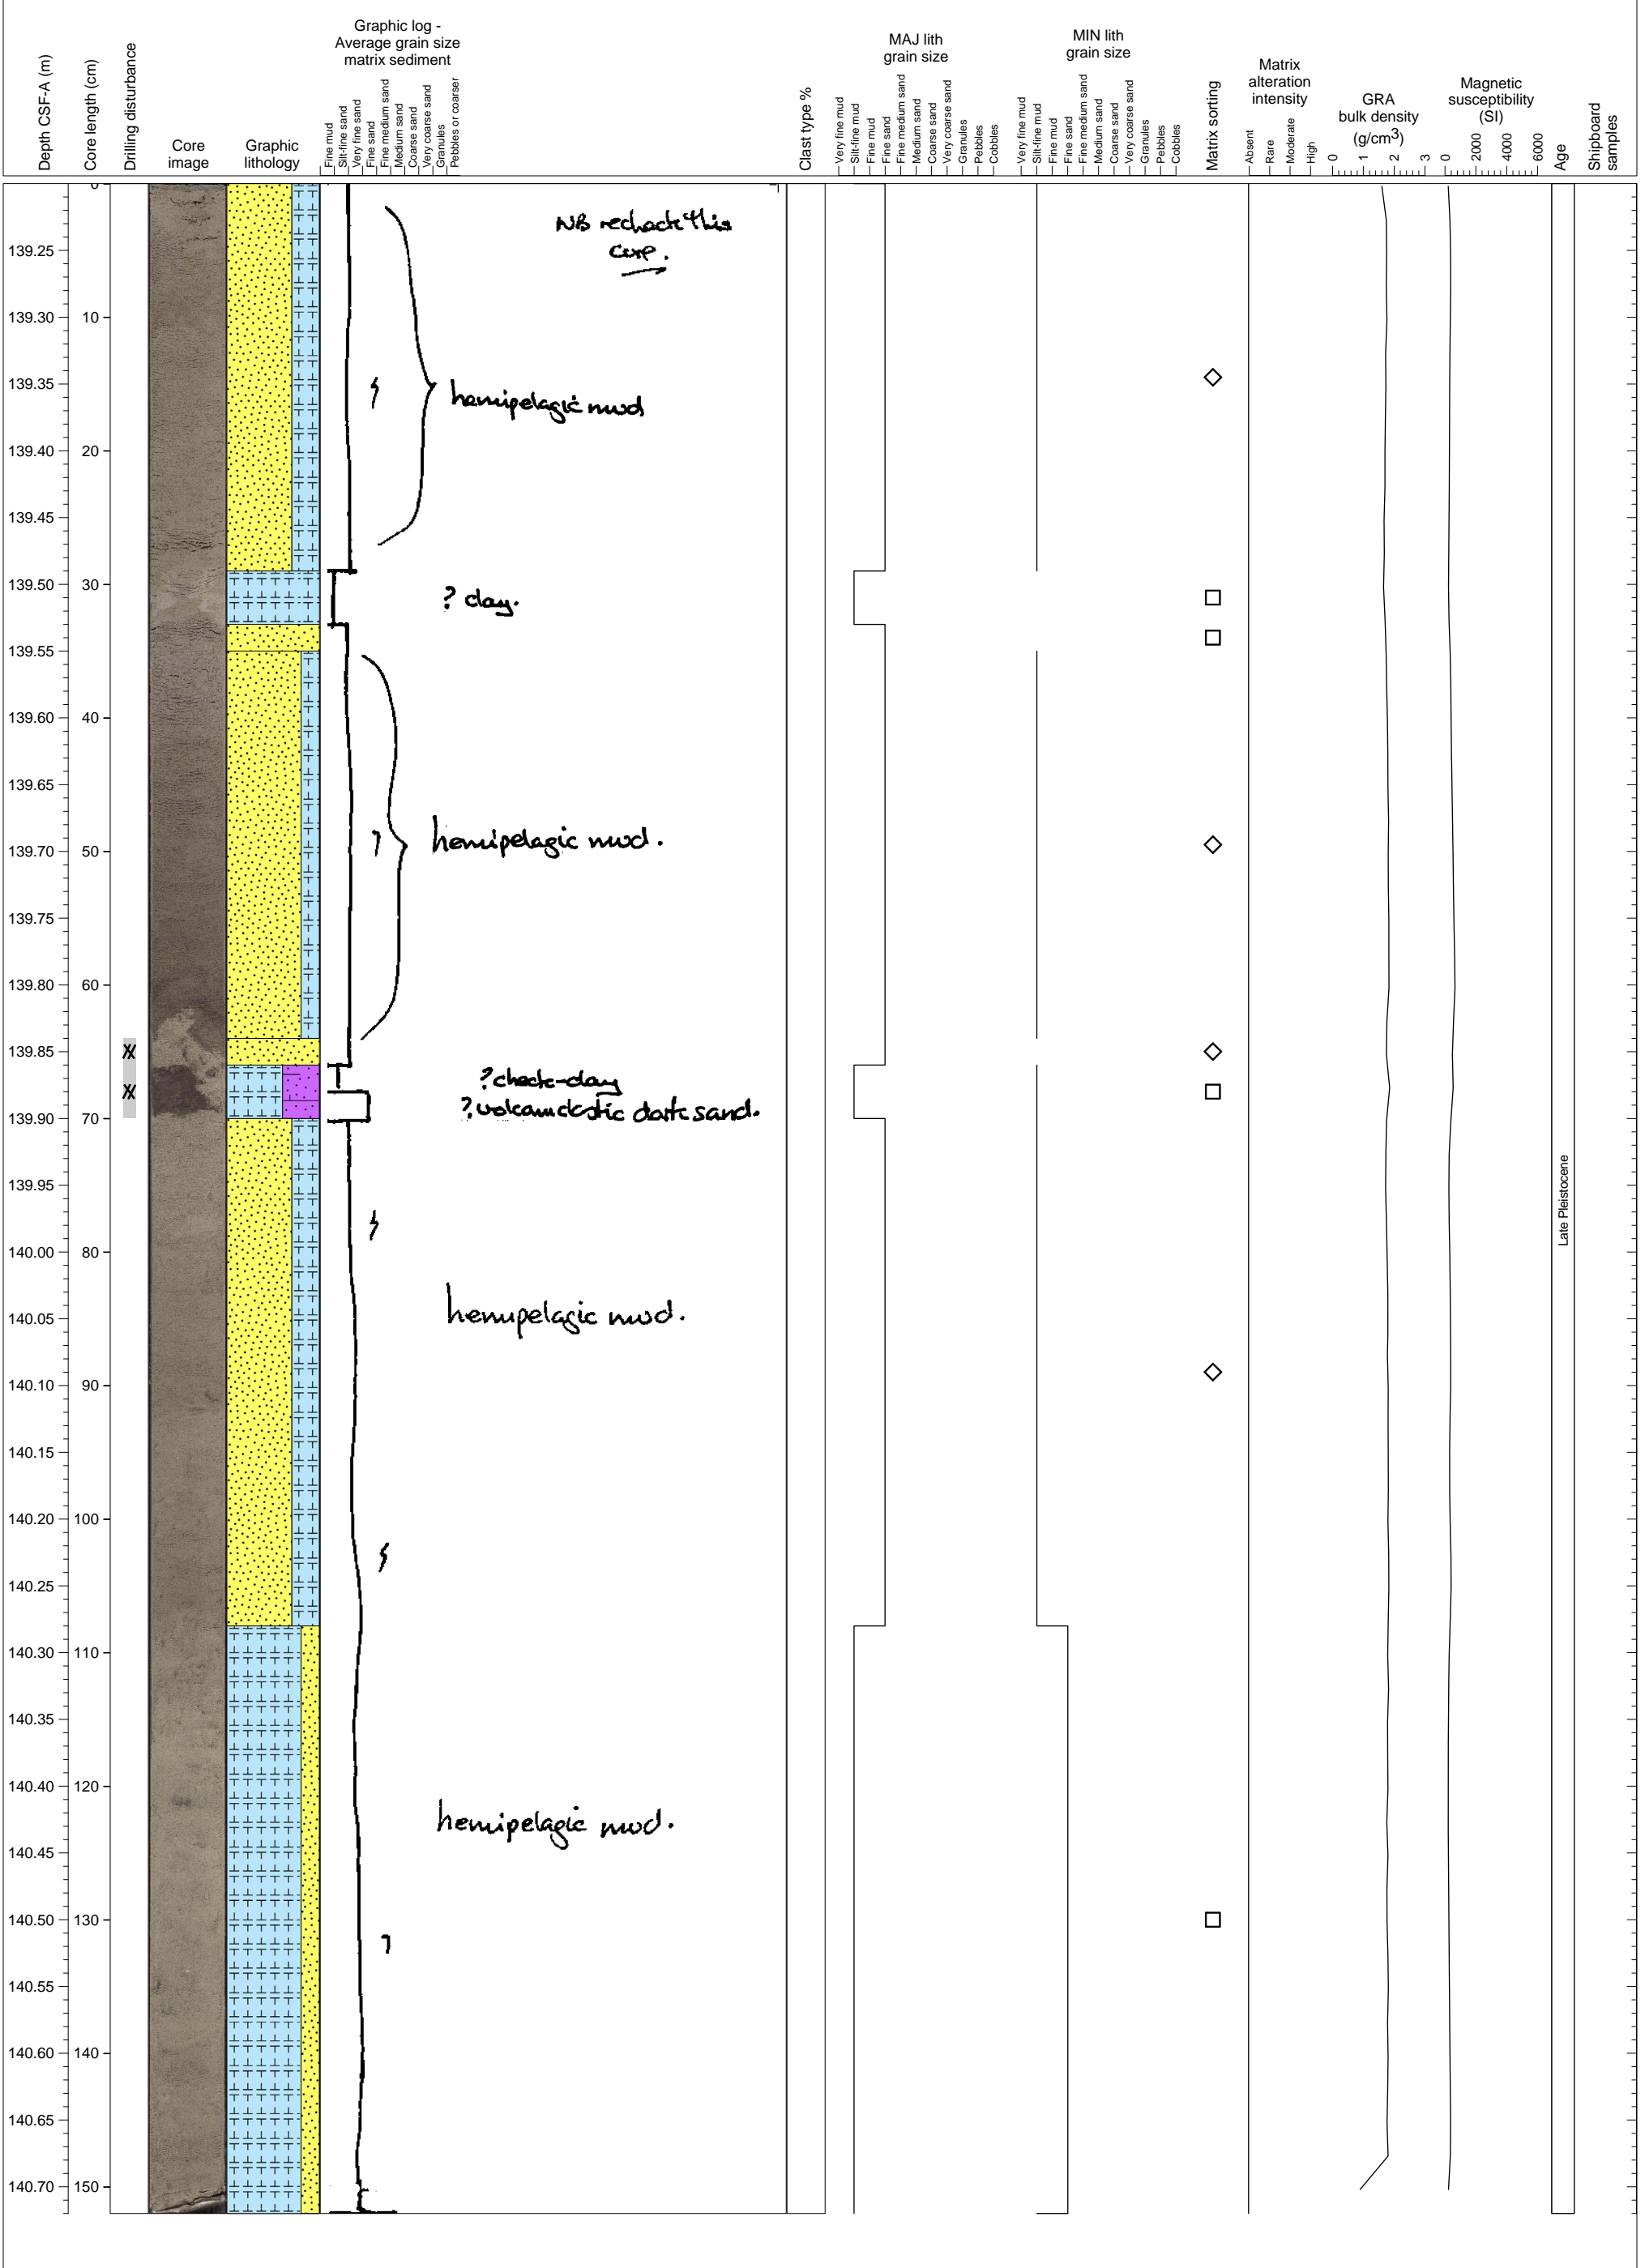 Depth CSF-A (m)
Core length (cm)
Drilling disturbance
Core
image
Graphic
lithology
Graphic log -
Average grain size
matrix sediment
Fine mud
Silt-fine sand
Very fine sand
Fine sand
Fine medium sand
Medium sand
Coarse sand
Very coarse sand
Granules
Pebbles or coarser
Clast type %
MAJ lith
grain size
Very fine mud
Silt-fine mud
Fine mud
Fine sand
Fine medium sand
Medium sand
Coarse sand
Very coarse sand
Granules
Pebbles
Cobbles
MIN lith
grain size
Very fine mud
Silt-fine mud
Fine mud
Fine sand
Fine medium sand
Medium sand
Coarse sand
Very coarse sand
Granules
Pebbles
Cobbles
Matrix sorting
Matrix
alteration
intensity
Absent
Rare
Moderate
High
GRA
bulk density
(g/cm3)
0 1 2 3
Magnetic
susceptibility
(SI)
0 2000 4000 6000
Age
Shipboard
samples
0
NB recheck this
core.
139.25
139.30 10
139.35
hemipelagic mud
139.40 20
139.45
139.50 30
? clay.
139.55
139.60 40
139.65
139.70 50
hemipelagic mud.
139.75
139.80 60
139.85
?check-clay
?volcaniclastic dark sand.
139.90 70
139.95
Late Pleistocene
140.00 80
140.05
hemipelagic mud.
140.10 90
140.15
140.20 100
140.25
140.30 110
140.35
140.40 120
hemipelagic mud.
140.45
140.50 130
140.55
140.60 140
140.65
140.70 150